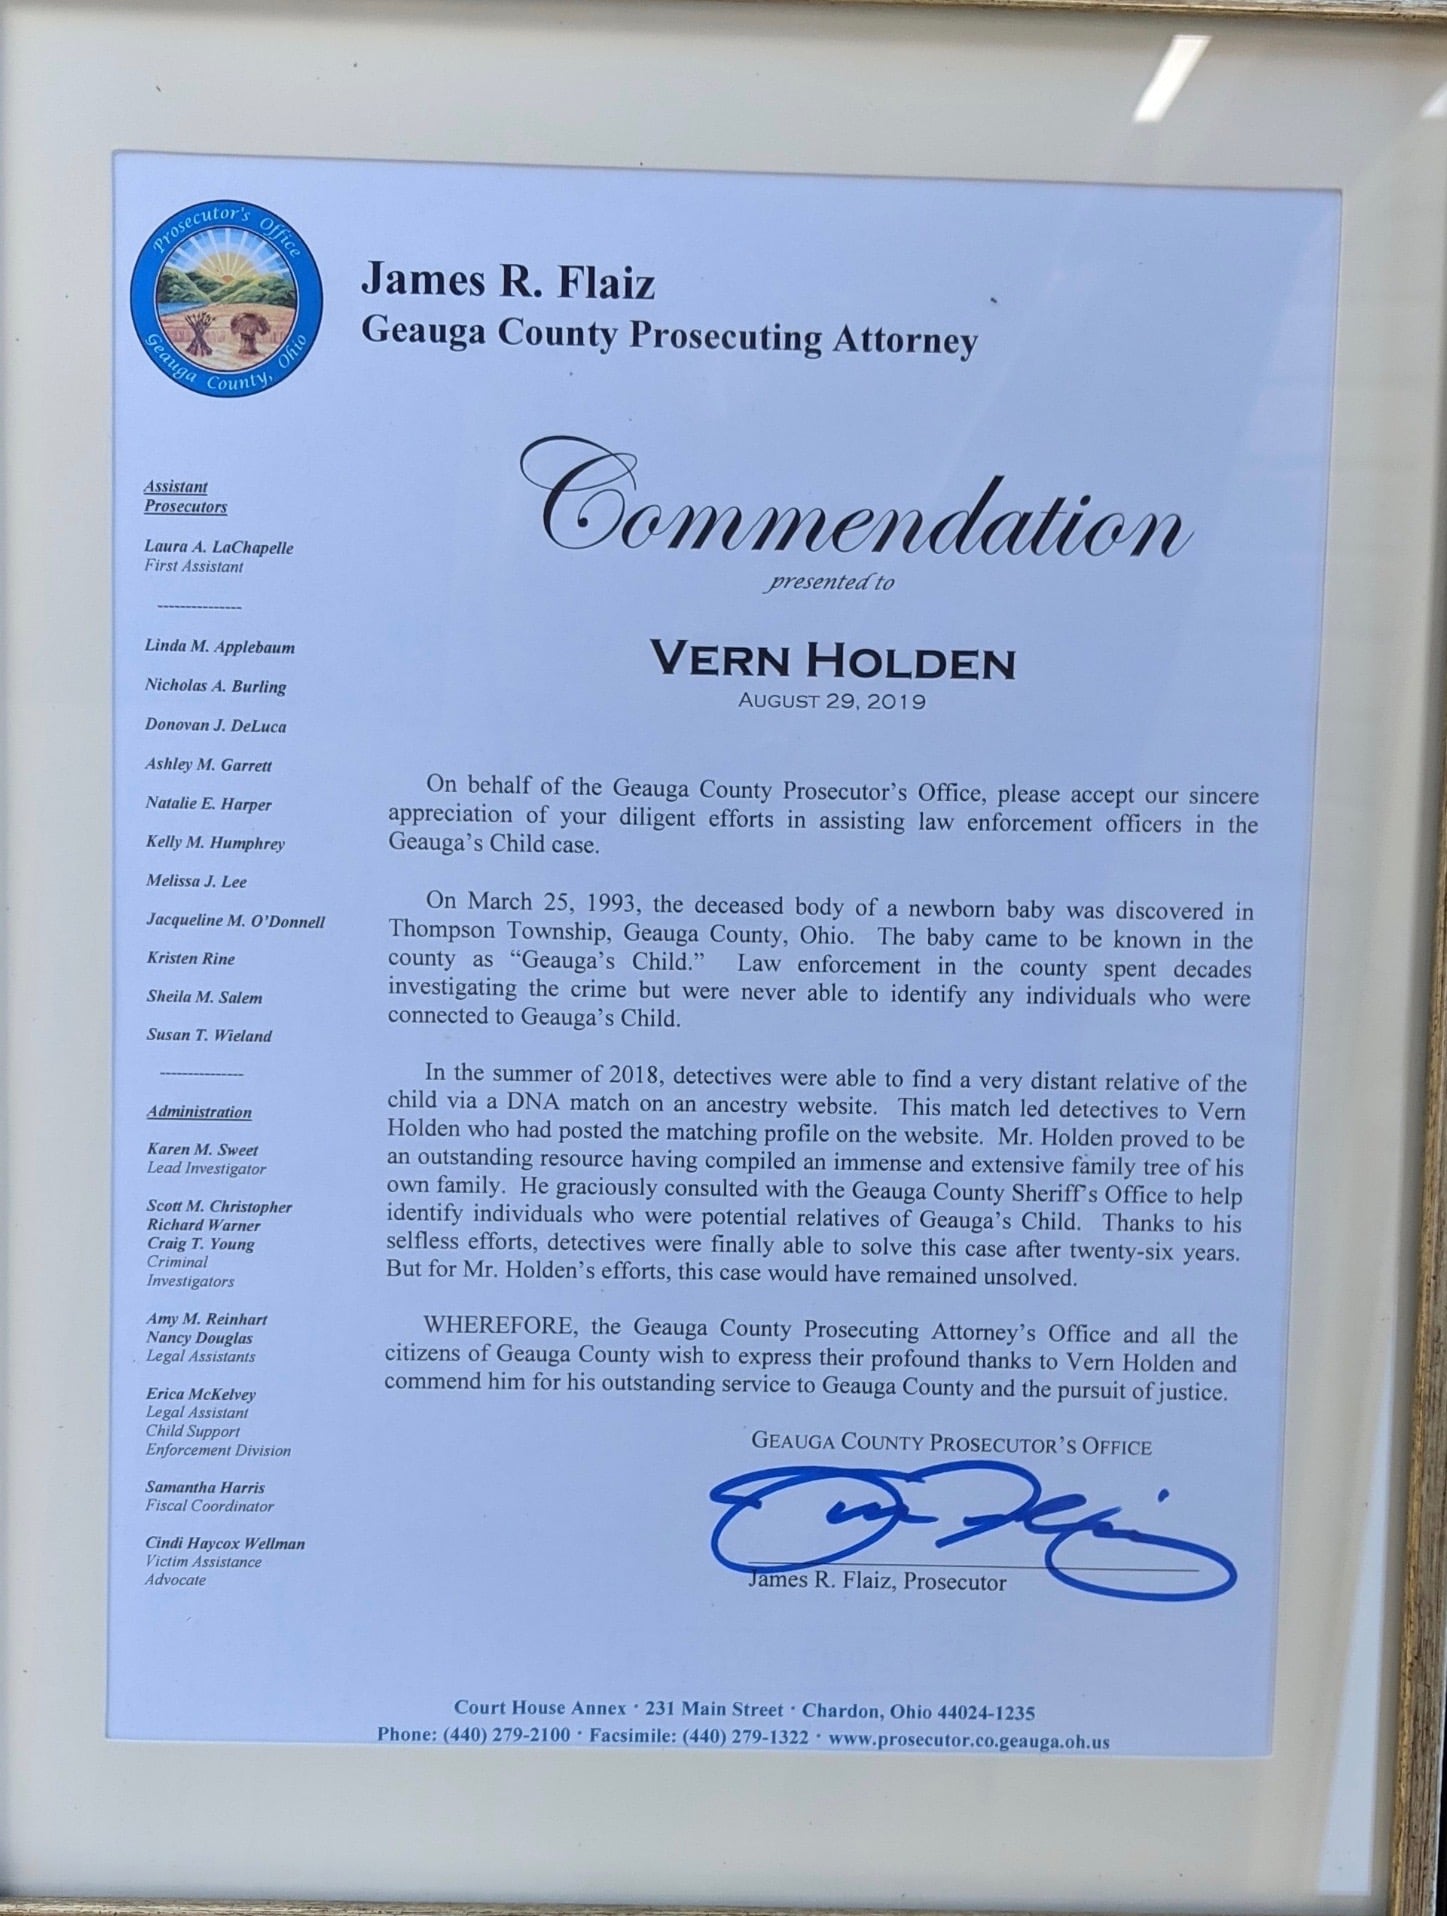 Prosecutor's Office
Geauga County, Ohio
James R. Flaiz
Geauga County Prosecuting Attorney
Assistant
Prosecutors
Laura A. LaChapelle
First Assistant
---------------
Linda M. Applebaum
Nicholas A. Burling
Donovan J. DeLuca
Ashley M. Garrett
Natalie E. Harper
Kelly M. Humphrey
Melissa J. Lee
Jacqueline M. O'Donnell
Kristen Rine
Sheila M. Salem
Susan T. Wieland
---------------
Administration
Karen M. Sweet
Lead Investigator
Scott M. Christopher
Richard Warner
Craig T. Young
Criminal
Investigators
Amy M. Reinhart
Nancy Douglas
Legal Assistants
Erica McKelvey
Legal Assistant
Child Support
Enforcement Division
Samantha Harris
Fiscal Coordinator
Cindi Haycox Wellman
Victim Assistance
Advocate
Commendation
presented to
VERN HOLDEN
AUGUST 29, 2019
On behalf of the Geauga County Prosecutor's Office, please accept our sincere
appreciation of your diligent efforts in assisting law enforcement officers in the
Geauga's Child case.
On March 25, 1993, the deceased body of a newborn baby was discovered in
Thompson Township, Geauga County, Ohio. The baby came to be known in the
county as “Geauga's Child.” Law enforcement in the county spent decades
investigating the crime but were never able to identify any individuals who were
connected to Geauga's Child.
In the summer of 2018, detectives were able to find a very distant relative of the
child via a DNA match on an ancestry website. This match led detectives to Vern
Holden who had posted the matching profile on the website. Mr. Holden proved to be
an outstanding resource having compiled an immense and extensive family tree of his
own family. He graciously consulted with the Geauga County Sheriff's Office to help
identify individuals who were potential relatives of Geauga's Child. Thanks to his
selfless efforts, detectives were finally able to solve this case after twenty-six years.
But for Mr. Holden's efforts, this case would have remained unsolved.
WHEREFORE, the Geauga County Prosecuting Attorney's Office and all the
citizens of Geauga County wish to express their profound thanks to Vern Holden and
commend him for his outstanding service to Geauga County and the pursuit of justice.
GEAUGA COUNTY PROSECUTOR'S OFFICE
James R. Flaiz, Prosecutor
Court House Annex · 231 Main Street · Chardon, Ohio 44024-1235
Phone: (440) 279-2100 · Facsimile: (440) 279-1322 · www.prosecutor.co.geauga.oh.us